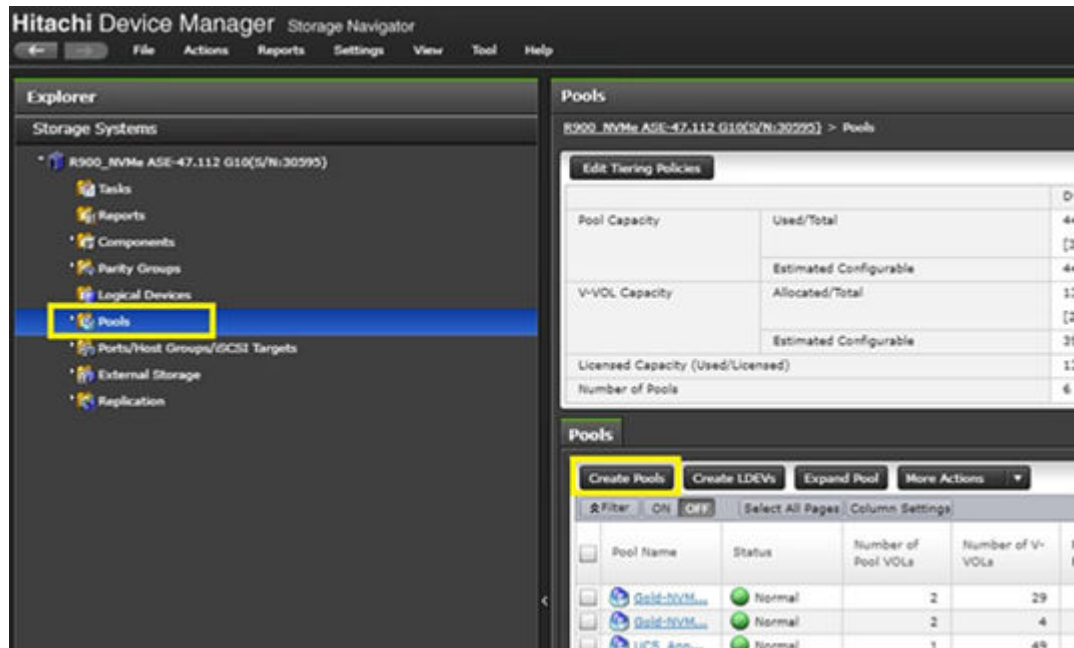 Hitachi Device Manager Storage Navigator
File Actions Reports Settings View Tool Help
Explorer
Storage Systems
R900_NVMe ASE-47.112 G10(S/N:30595)
Tasks
Reports
Components
Parity Groups
Logical Devices
Pools
Ports/Host Groups/iSCSI Targets
External Storage
Replication
Pools
R900_NVMe ASE-47.112 G10(S/N:30595) > Pools
Edit Tiering Policies
Pool Capacity Used/Total
Estimated Configurable
V-VOL Capacity Allocated/Total
Estimated Configurable
Licensed Capacity (Used/Licensed)
Number of Pools 6
Pools
Create Pools Create LDEVs Expand Pool More Actions
Filter ON OFF Select All Pages Column Settings
Pool Name Status Number of Pool VOLs Number of V-VOLs
Gold-NVM... Normal 2 29
Gold-NVM... Normal 2 4
UCS_App... Normal 1 49